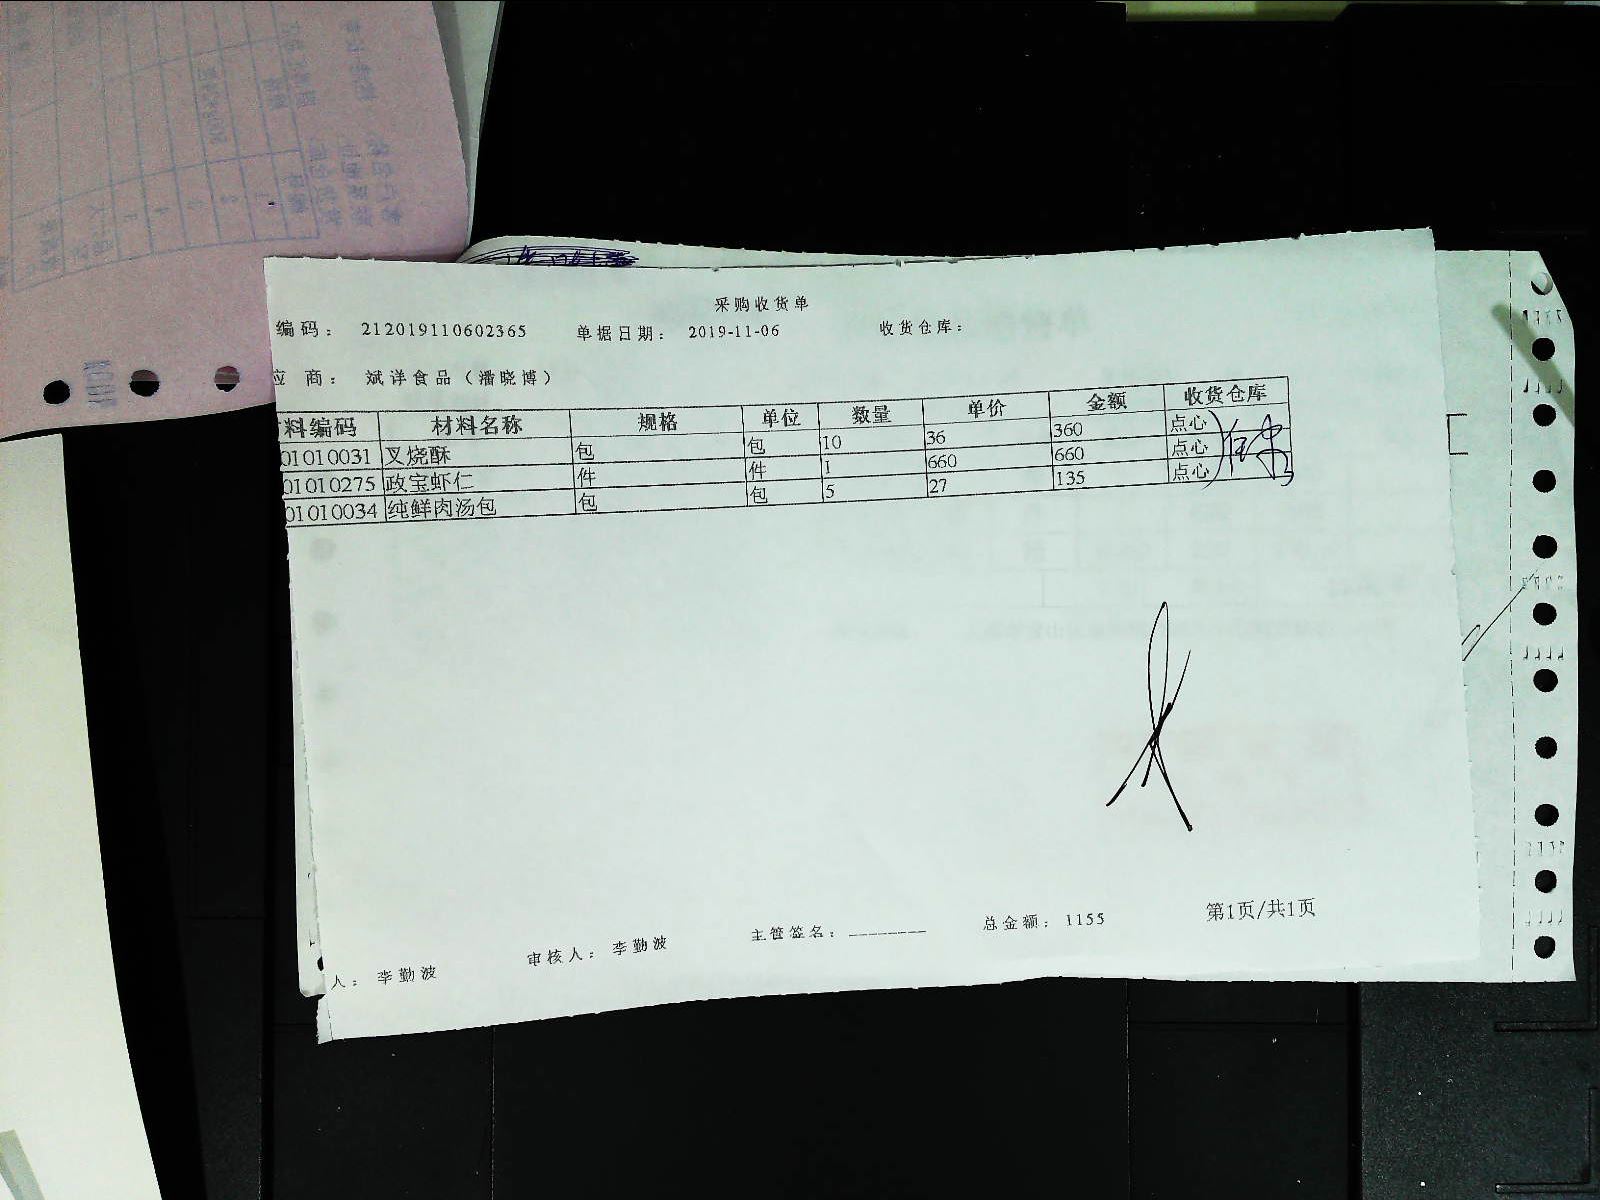 采购收货单
编码： 212019110602365 单据日期： 2019-11-06 收货仓库：
应 商： 斌洋食品（潘晓博）
料编码 材料名称 规格 单位 数量 单价 金额 收货仓库
01010031 叉烧酥 包 包 10 36 360 点心
01010275 政宝虾仁 件 件 1 660 660 点心
01010034 纯鲜肉汤包 包 包 5 27 135 点心
人： 李勤波 审核人： 李勤波 主管签名：________ 总金额： 1155 第1页/共1页